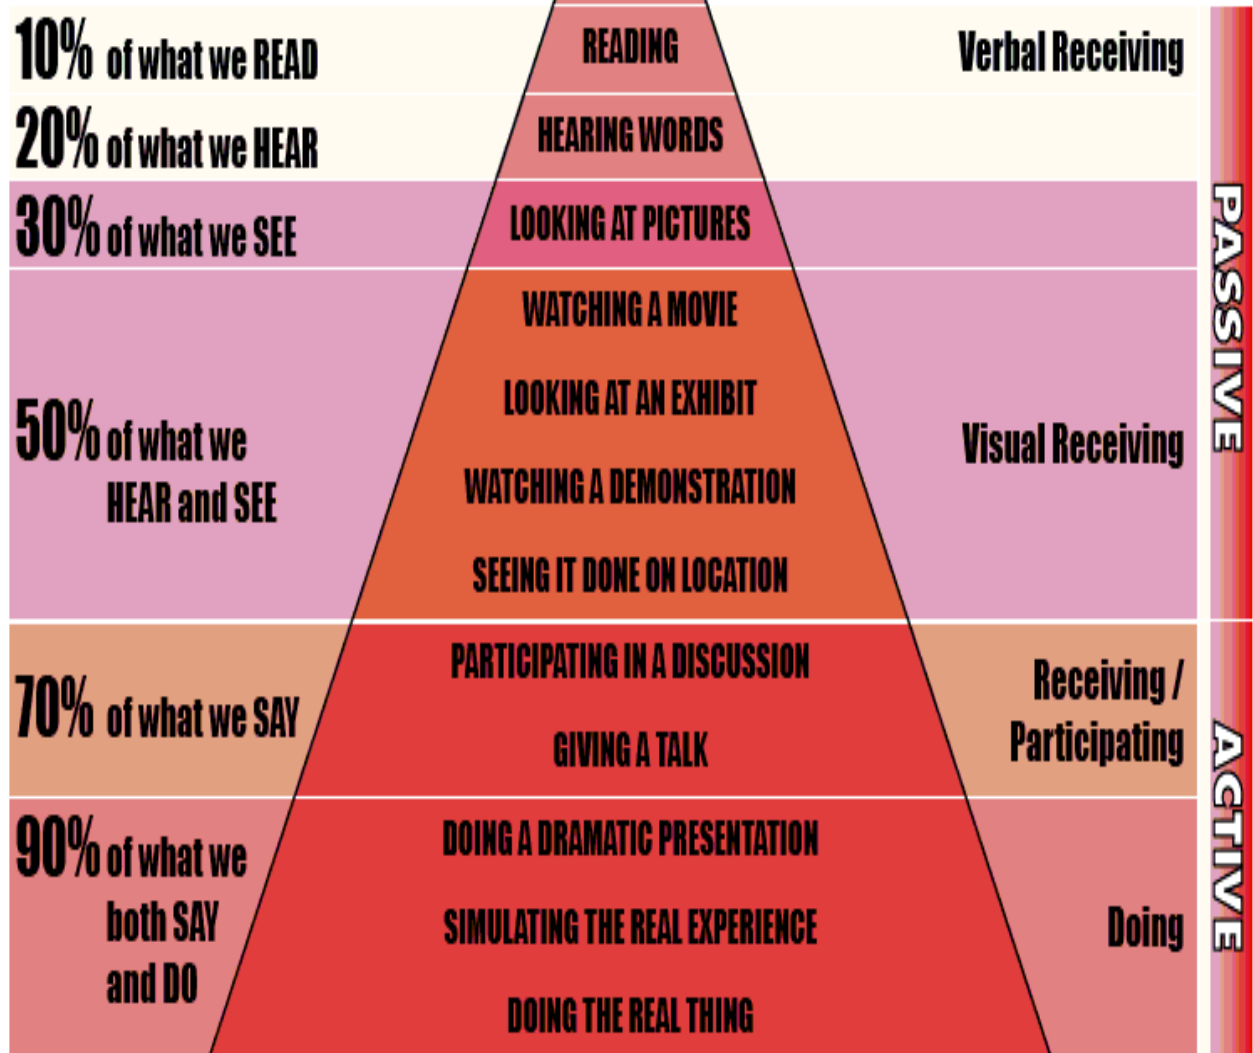 10% of what we READ
READING
Verbal Receiving
20% of what we HEAR
HEARING WORDS
30% of what we SEE
LOOKING AT PICTURES
50% of what we
HEAR and SEE
WATCHING A MOVIE
LOOKING AT AN EXHIBIT
WATCHING A DEMONSTRATION
SEEING IT DONE ON LOCATION
Visual Receiving
PASSIVE
70% of what we SAY
PARTICIPATING IN A DISCUSSION
GIVING A TALK
Receiving /
Participating
90% of what we
both SAY
and DO
DOING A DRAMATIC PRESENTATION
SIMULATING THE REAL EXPERIENCE
DOING THE REAL THING
Doing
ACTIVE